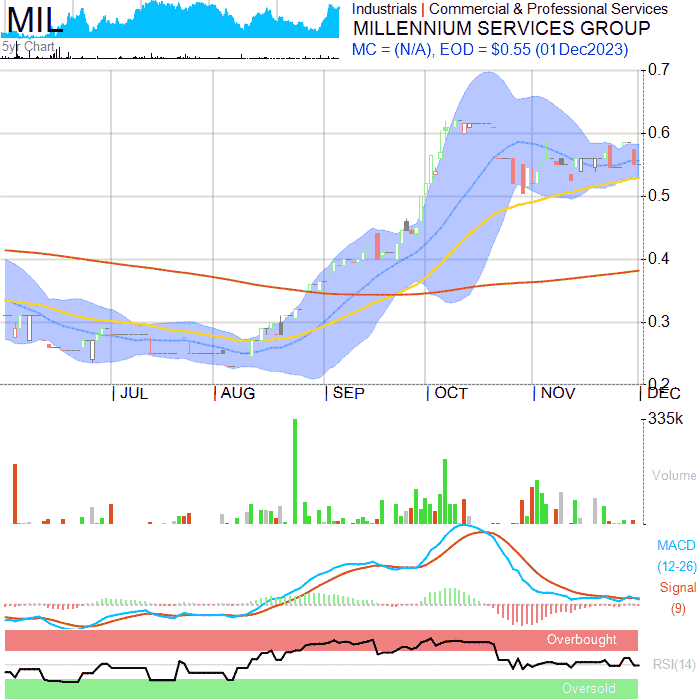 MIL
5yr Chart
Industrials | Commercial & Professional Services
MILLENNIUM SERVICES GROUP
MC = (N/A), EOD = $0.55 (01Dec2023)
0.7
0.6
0.5
0.4
0.3
0.2
JUL
AUG
SEP
OCT
NOV
DEC
335k
Volume
MACD
(12-26)
Signal
(9)
Overbought
RSI(14)
Oversold